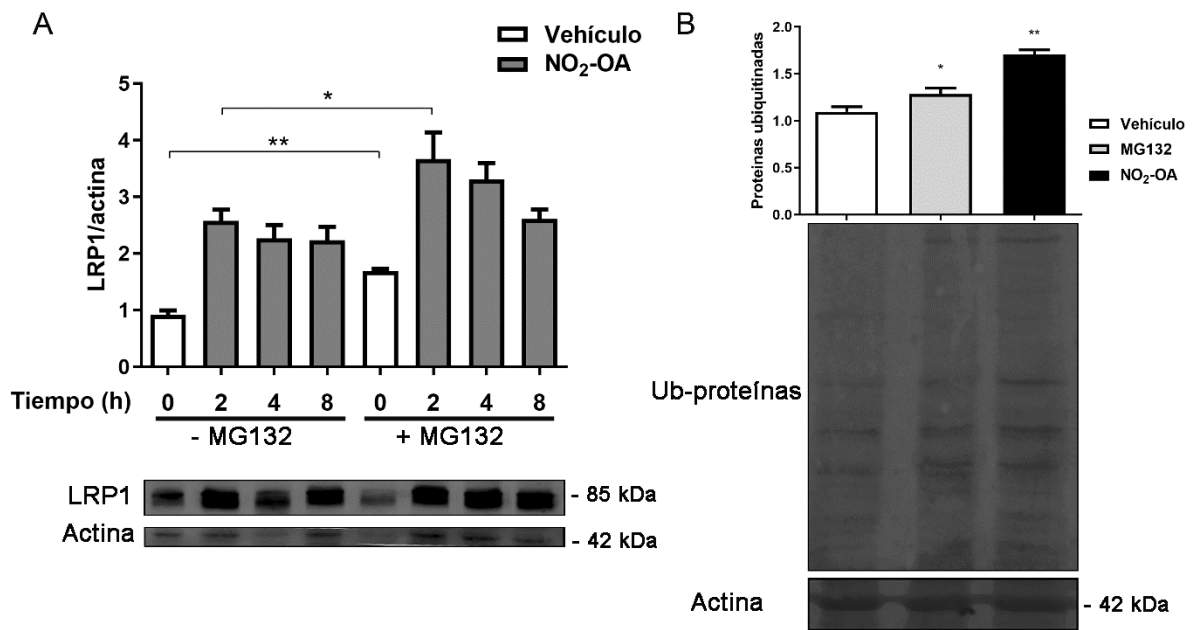 A
Vehículo
NO₂-OA
5
4
3
2
1
0
LRP1/actina
*
**
Tiempo (h) 0 2 4 8 0 2 4 8
- MG132 + MG132
LRP1 - 85 kDa
Actina - 42 kDa
B
2.0
1.5
1.0
0.5
0.0
Proteinas ubiquitinadas
*
**
Vehículo
MG132
NO₂-OA
Ub-proteínas
Actina - 42 kDa